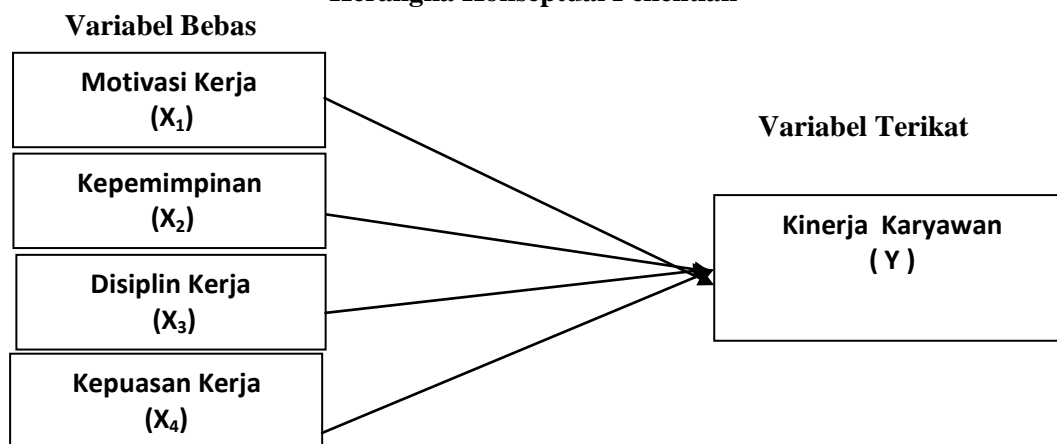 Variabel Bebas
Motivasi Kerja
(X₁)
Kepemimpinan
(X₂)
Disiplin Kerja
(X₃)
Kepuasan Kerja
(X₄)
Variabel Terikat
Kinerja Karyawan
( Y )